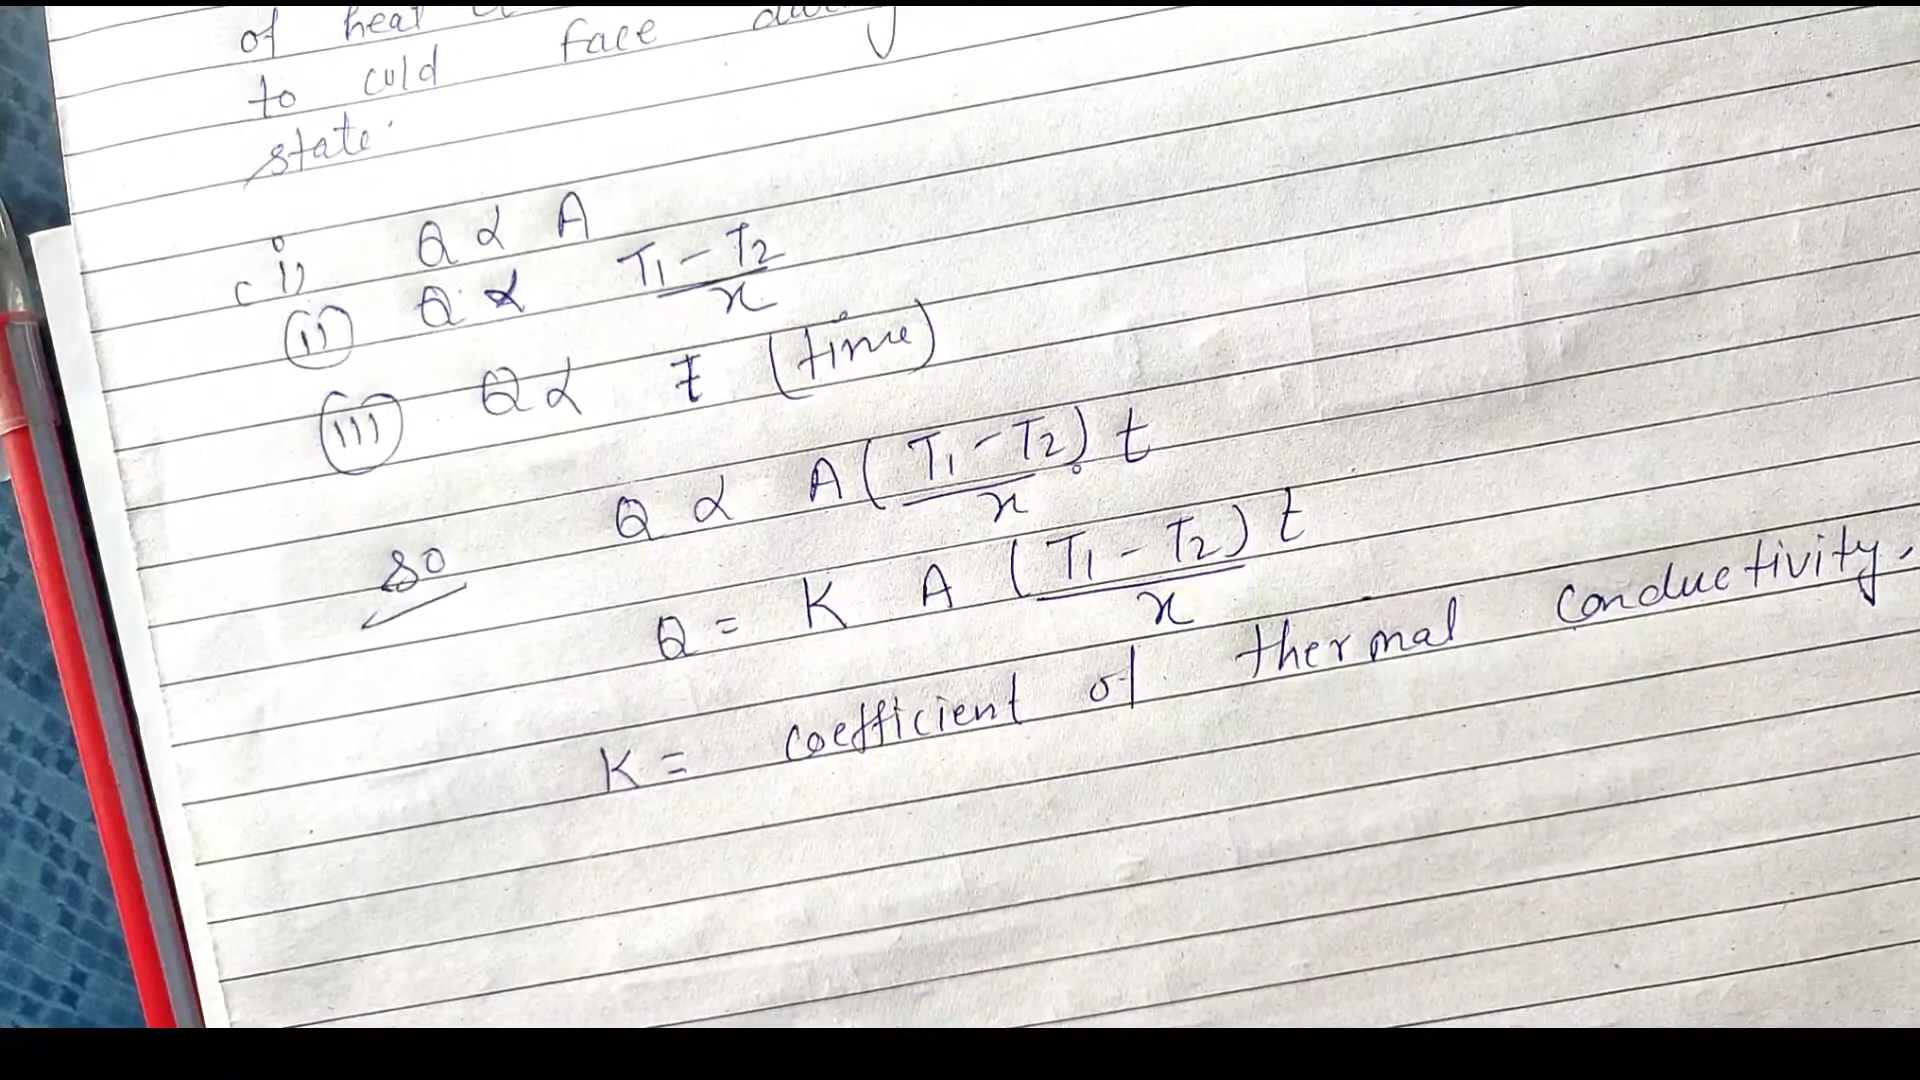 of heat
to cold face
state.
(i) Q ∝ A
(ii) Q ∝ T1 - T2 / x
(iii) Q ∝ t (time)
so Q ∝ A (T1 - T2) t / x
Q = K A (T1 - T2) t / x
K = coefficient of thermal conductivity.